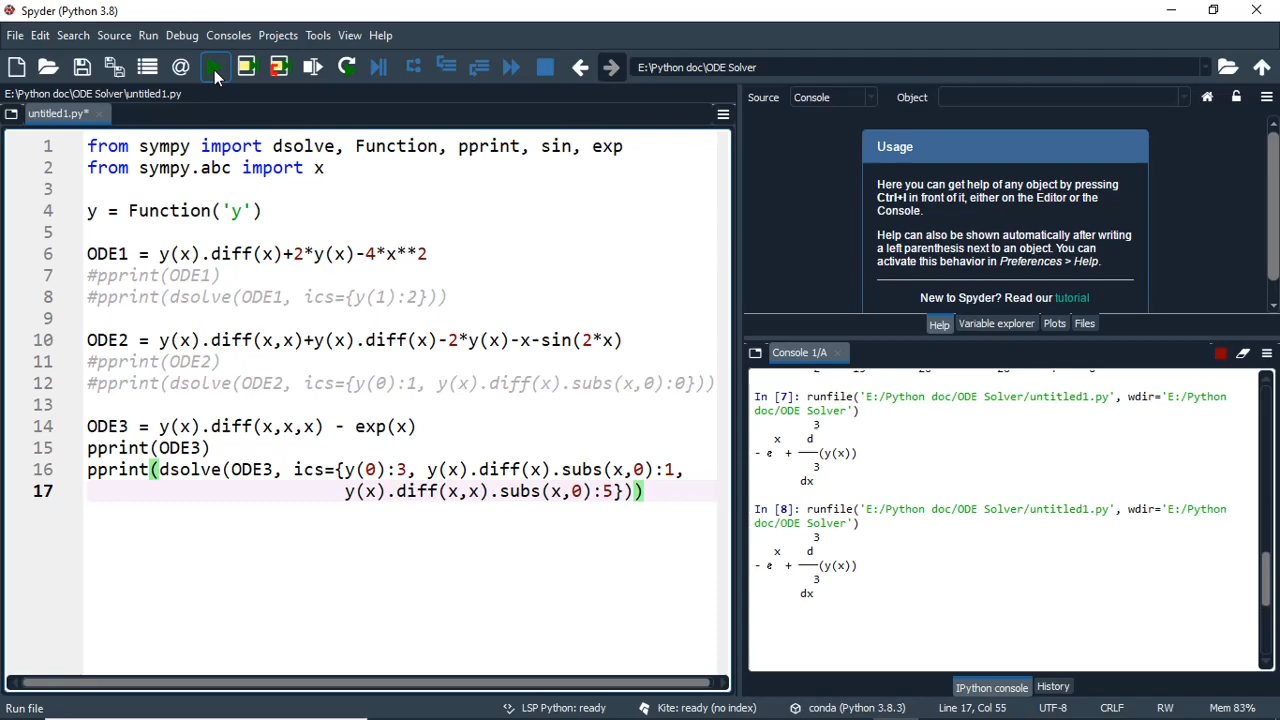 Spyder (Python 3.8)
File Edit Search Source Run Debug Consoles Projects Tools View Help
E:\Python doc\ODE Solver
E:\Python doc\ODE Solver\untitled1.py
untitled1.py*
1 from sympy import dsolve, Function, pprint, sin, exp
2 from sympy.abc import x
3
4 y = Function('y')
5
6 ODE1 = y(x).diff(x)+2*y(x)-4*x**2
7 #pprint(ODE1)
8 #pprint(dsolve(ODE1, ics={y(1):2}))
9
10 ODE2 = y(x).diff(x,x)+y(x).diff(x)-2*y(x)-x-sin(2*x)
11 #pprint(ODE2)
12 #pprint(dsolve(ODE2, ics={y(0):1, y(x).diff(x).subs(x,0):0}))
13
14 ODE3 = y(x).diff(x,x,x) - exp(x)
15 pprint(ODE3)
16 pprint(dsolve(ODE3, ics={y(0):3, y(x).diff(x).subs(x,0):1,
17 y(x).diff(x,x).subs(x,0):5}))
Source Console Object
Usage
Here you can get help of any object by pressing
Ctrl+I in front of it, either on the Editor or the
Console.
Help can also be shown automatically after writing
a left parenthesis next to an object. You can
activate this behavior in Preferences > Help.
New to Spyder? Read our tutorial
Help Variable explorer Plots Files
Console 1/A
In [7]: runfile('E:/Python doc/ODE Solver/untitled1.py', wdir='E:/Python
doc/ODE Solver')
3
x d
- e + ───(y(x))
3
dx
In [8]: runfile('E:/Python doc/ODE Solver/untitled1.py', wdir='E:/Python
doc/ODE Solver')
3
x d
- e + ───(y(x))
3
dx
IPython console History
Run file LSP Python: ready Kite: ready (no index) conda (Python 3.8.3) Line 17, Col 55 UTF-8 CRLF RW Mem 83%